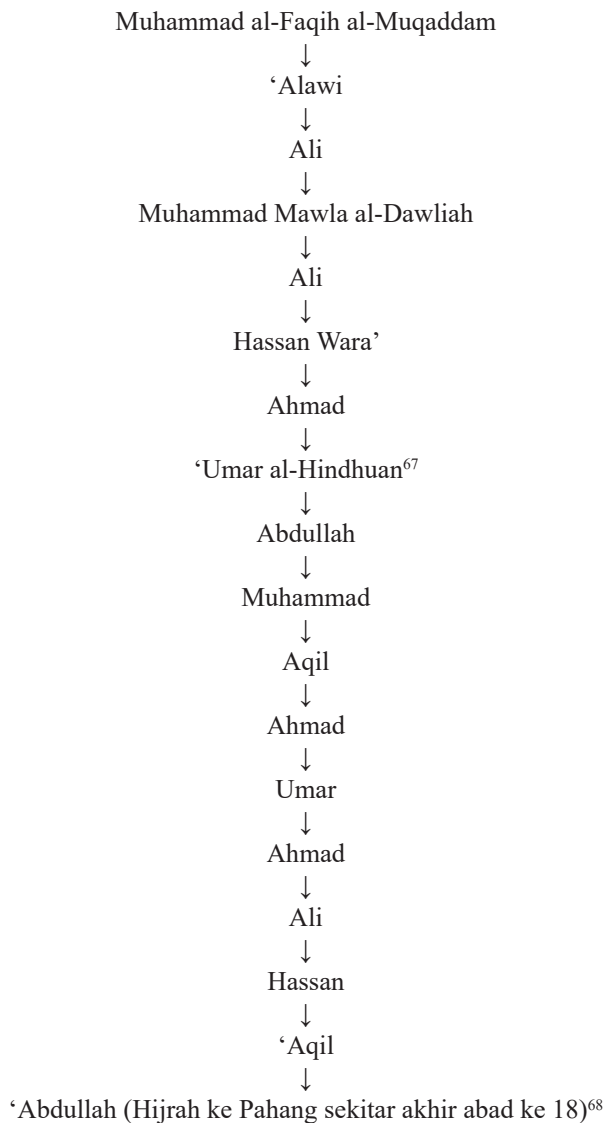 Muhammad al-Faqih al-Muqaddam
↓
‘Alawi
↓
Ali
↓
Muhammad Mawla al-Dawliah
↓
Ali
↓
Hassan Wara’
↓
Ahmad
↓
‘Umar al-Hindhuan⁶⁷
↓
Abdullah
↓
Muhammad
↓
Aqil
↓
Ahmad
↓
Umar
↓
Ahmad
↓
Ali
↓
Hassan
↓
‘Aqil
↓
‘Abdullah (Hijrah ke Pahang sekitar akhir abad ke 18)⁶⁸